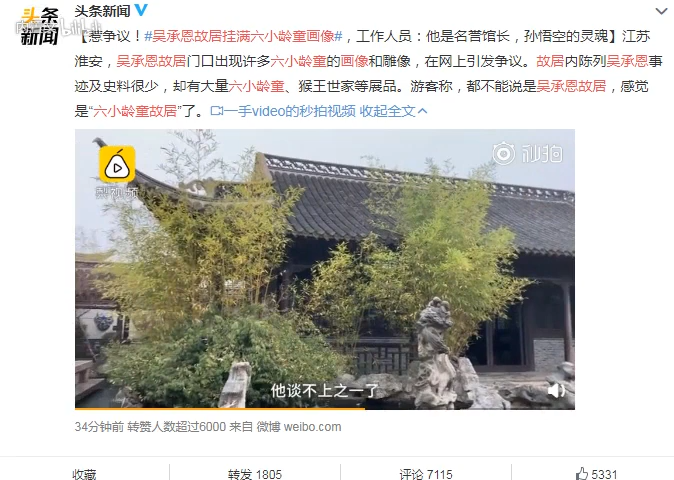 头条
新闻
头条新闻
【惹争议！#吴承恩故居挂满六小龄童画像#，工作人员：他是名誉馆长，孙悟空的灵魂】江苏
淮安，吴承恩故居门口出现许多六小龄童的画像和雕像，在网上引发争议。故居内陈列吴承恩事
迹及史料很少，却有大量六小龄童、猴王世家等展品。游客称，都不能说是吴承恩故居，感觉
是“六小龄童故居”了。一手video的秒拍视频 收起全文
秒拍
梨视频
他谈不上之一了
34分钟前 转赞人数超过6000 来自 微博 weibo.com
收藏
转发 1805
评论 7115
5331